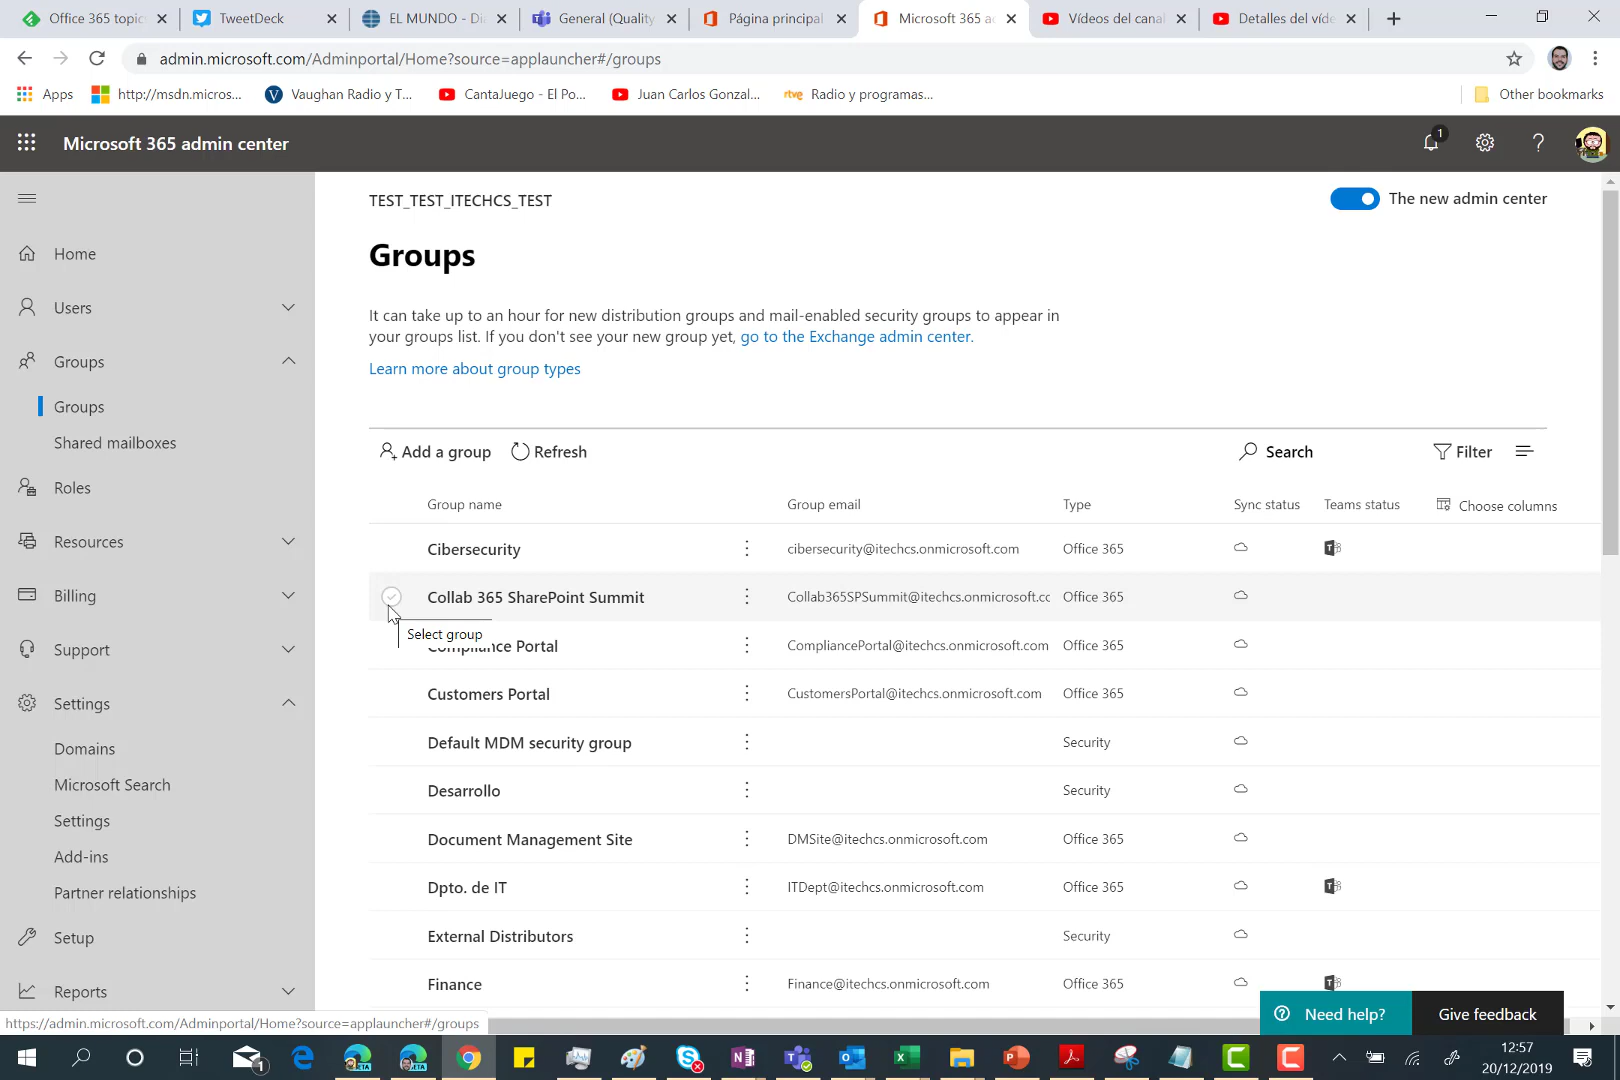 Office 365 topic
TweetDeck
EL MUNDO - Dia
General (Quality
Página principal
Microsoft 365 a
Vídeos del canal
Detalles del víde
admin.microsoft.com/Adminportal/Home?source=applauncher#/groups
Apps
http://msdn.micros...
Vaughan Radio y T...
CantaJuego - El Po...
Juan Carlos Gonzal...
rtve Radio y programas...
Other bookmarks
Microsoft 365 admin center
1
TEST_TEST_ITECHCS_TEST
The new admin center
Home
Users
Groups
Groups
Shared mailboxes
Roles
Resources
Billing
Support
Settings
Domains
Microsoft Search
Settings
Add-ins
Partner relationships
Setup
Reports
Groups
It can take up to an hour for new distribution groups and mail-enabled security groups to appear in
your groups list. If you don't see your new group yet, go to the Exchange admin center.
Learn more about group types
Add a group Refresh Search Filter
Group name Group email Type Sync status Teams status Choose columns
Cibersecurity cibersecurity@itechcs.onmicrosoft.com Office 365
Collab 365 SharePoint Summit Collab365SPSummit@itechcs.onmicrosoft.cc Office 365
Select group
Compliance Portal CompliancePortal@itechcs.onmicrosoft.com Office 365
Customers Portal CustomersPortal@itechcs.onmicrosoft.com Office 365
Default MDM security group Security
Desarrollo Security
Document Management Site DMSite@itechcs.onmicrosoft.com Office 365
Dpto. de IT ITDept@itechcs.onmicrosoft.com Office 365
External Distributors Security
Finance Finance@itechcs.onmicrosoft.com Office 365
Need help? Give feedback
https://admin.microsoft.com/Adminportal/Home?source=applauncher#/groups
1
BETA
BETA
12:57
20/12/2019